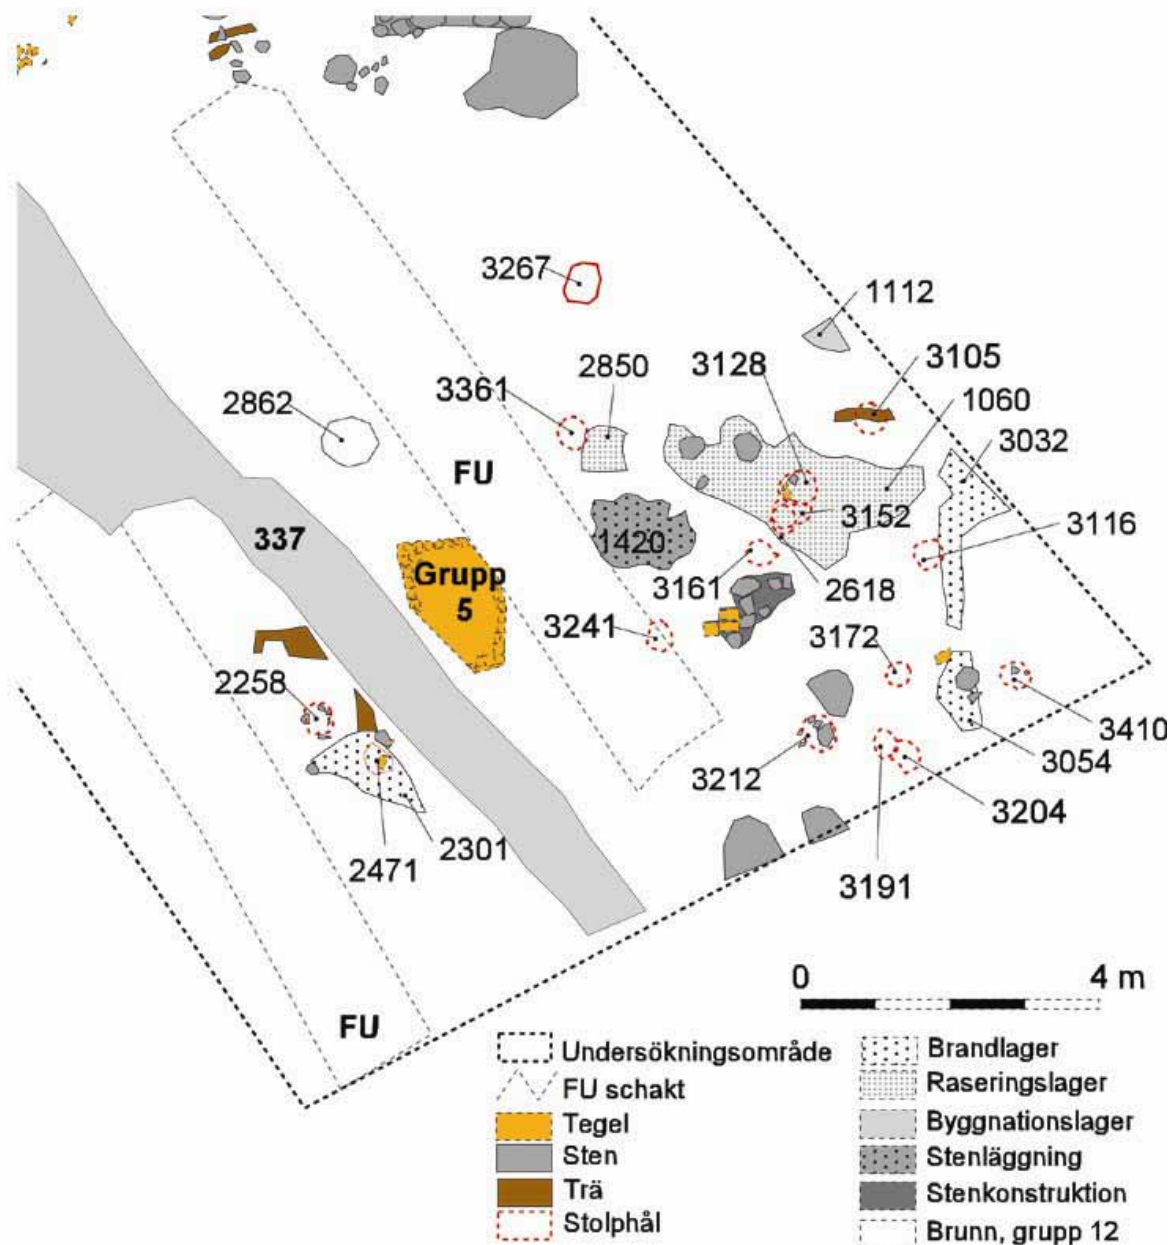 3267
1112
2850
3128
3105
3361
2862
1060
3032
FU
337
1420
3152
3116
Grupp
5
3161
2618
3241
3172
2258
3410
3212
3054
3204
2471
2301
3191
0 4 m
FU
Undersökningsområde
FU schakt
Tegel
Sten
Trä
Stolphål
Brandlager
Raseringslager
Byggnationslager
Stenläggning
Stenkonstruktion
Brunn, grupp 12